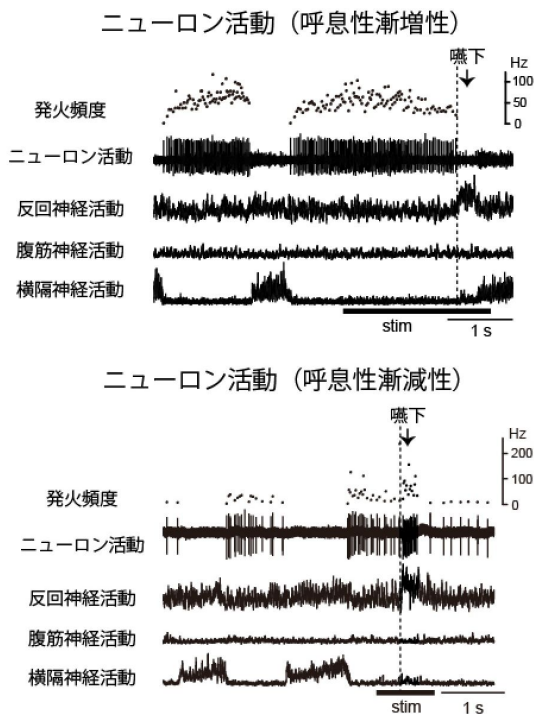 ニューロン活動（呼息性漸増性）
嚥下
Hz
100
50
0
発火頻度
ニューロン活動
反回神経活動
腹筋神経活動
横隔神経活動
stim
1 s
ニューロン活動（呼息性漸減性）
嚥下
Hz
200
100
0
発火頻度
ニューロン活動
反回神経活動
腹筋神経活動
横隔神経活動
stim
1 s